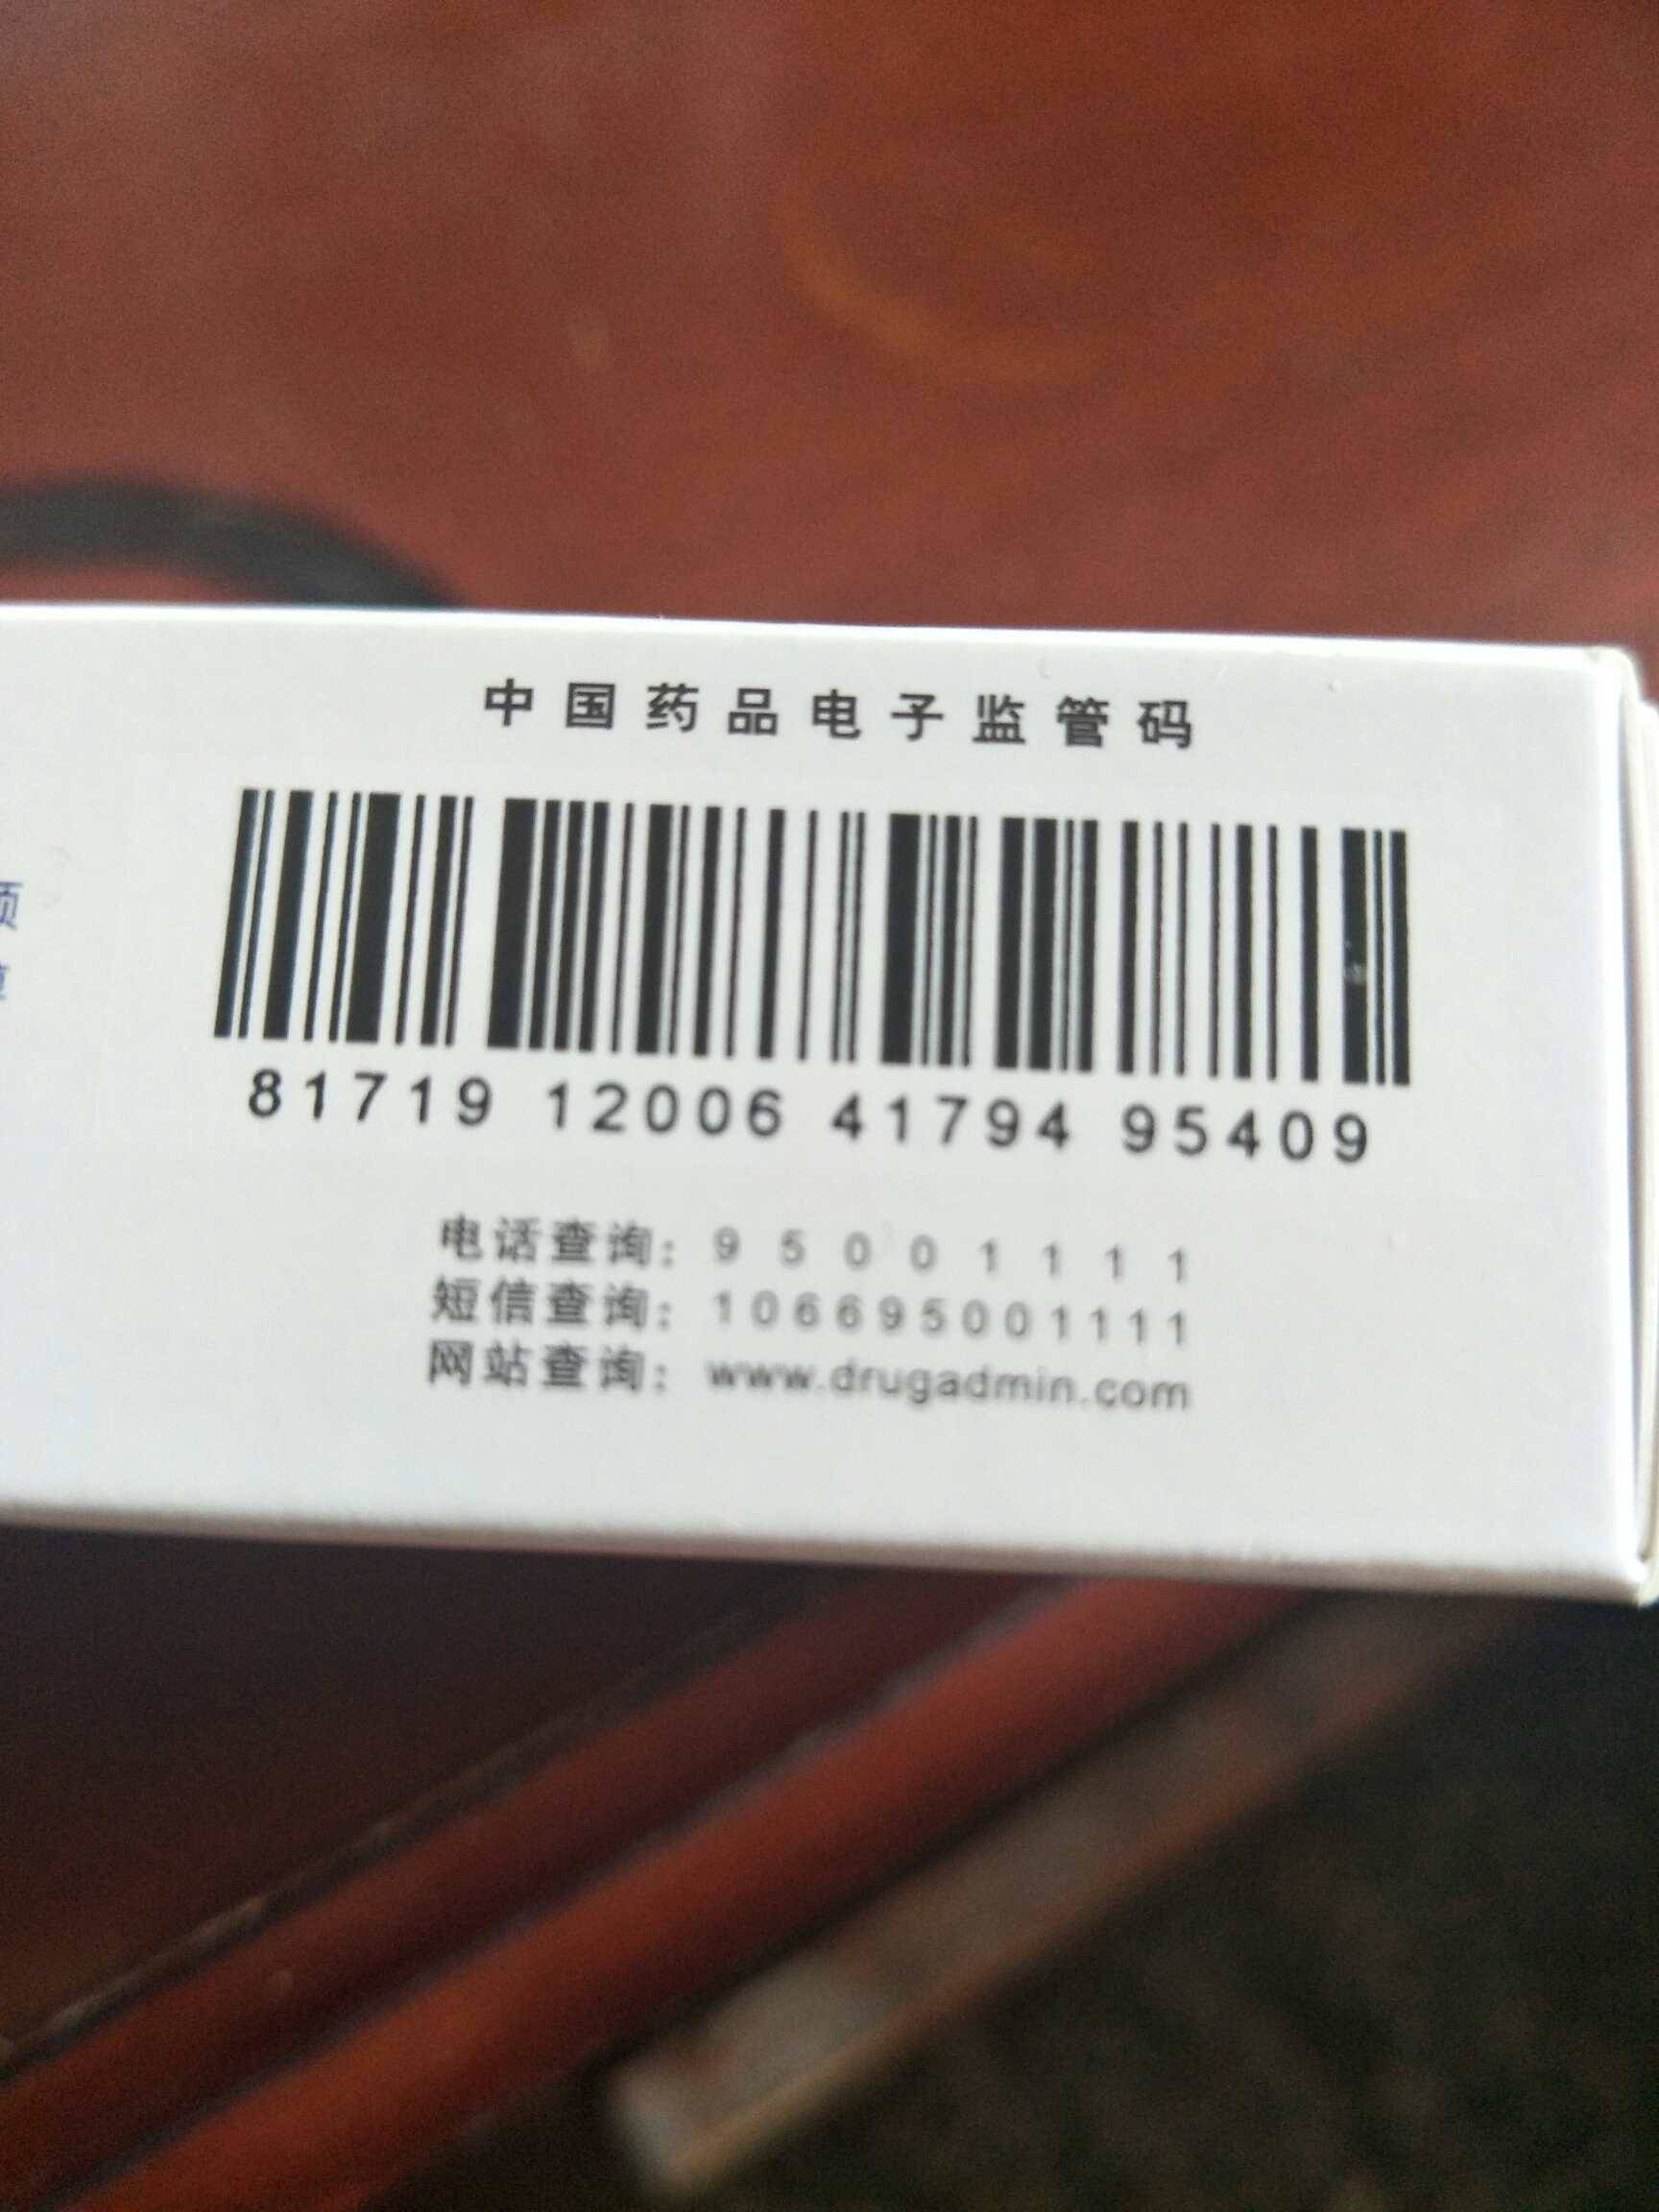 中国药品电子监管码
81719 12006 41794 95409
电话查询：95001111
短信查询：106695001111
网站查询：www.drugadmin.com